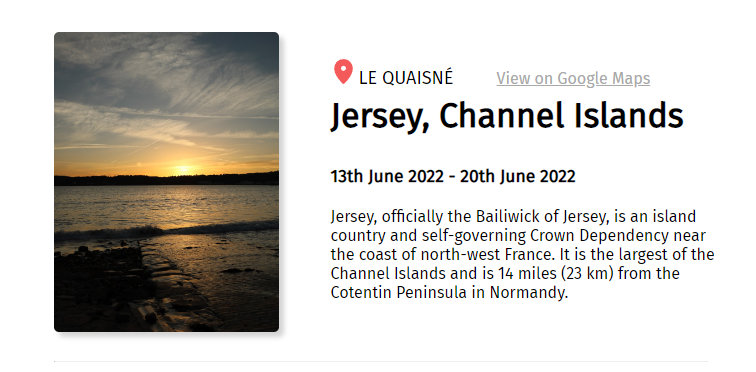 LE QUAISNÉ View on Google Maps
Jersey, Channel Islands
13th June 2022 - 20th June 2022
Jersey, officially the Bailiwick of Jersey, is an island
country and self-governing Crown Dependency near
the coast of north-west France. It is the largest of the
Channel Islands and is 14 miles (23 km) from the
Cotentin Peninsula in Normandy.